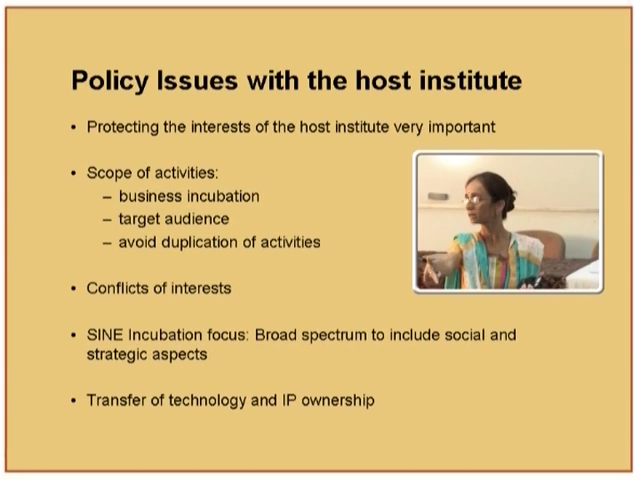 Policy Issues with the host institute
• Protecting the interests of the host institute very important
• Scope of activities:
– business incubation
– target audience
– avoid duplication of activities
• Conflicts of interests
• SINE Incubation focus: Broad spectrum to include social and
strategic aspects
• Transfer of technology and IP ownership